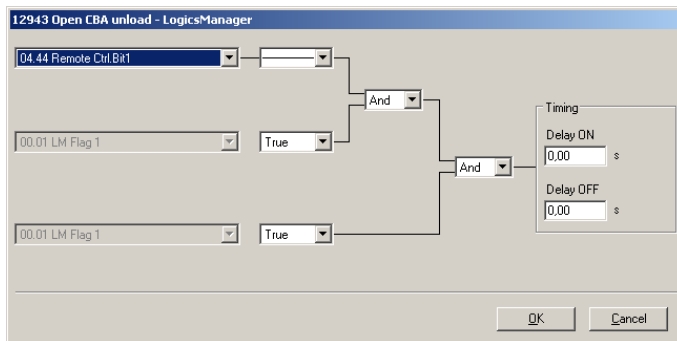 12943 Open CBA unload - LogicsManager
04.44 Remote Ctrl.Bit1
And
Timing
Delay ON
00.01 LM Flag 1 True
0,00 s
And
Delay OFF
0,00 s
00.01 LM Flag 1 True
OK Cancel